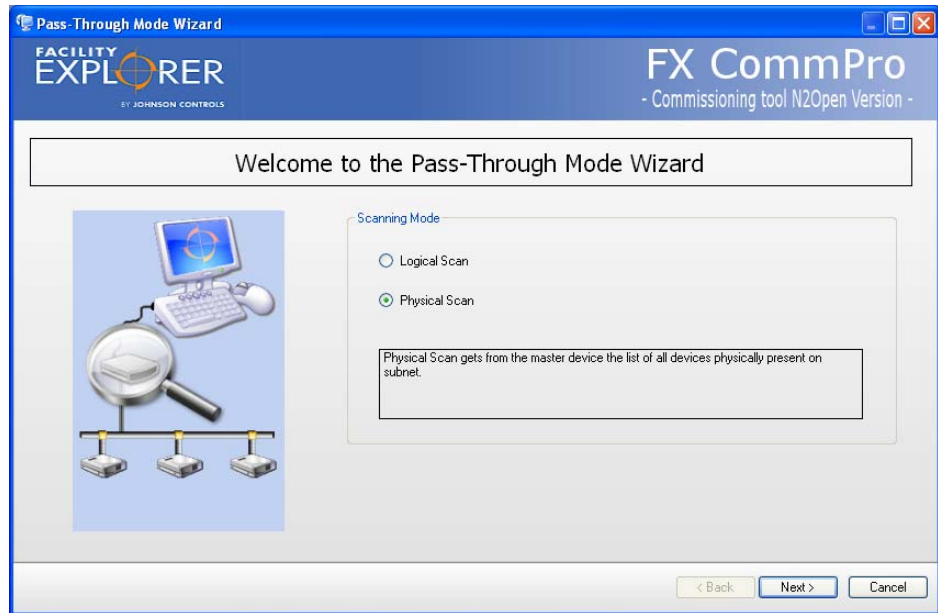 Pass-Through Mode Wizard
FACILITY
EXPLORER
BY JOHNSON CONTROLS
FX CommPro
- Commissioning tool N2Open Version -
Welcome to the Pass-Through Mode Wizard
Scanning Mode
Logical Scan
Physical Scan
Physical Scan gets from the master device the list of all devices physically present on
subnet.
< Back
Next >
Cancel